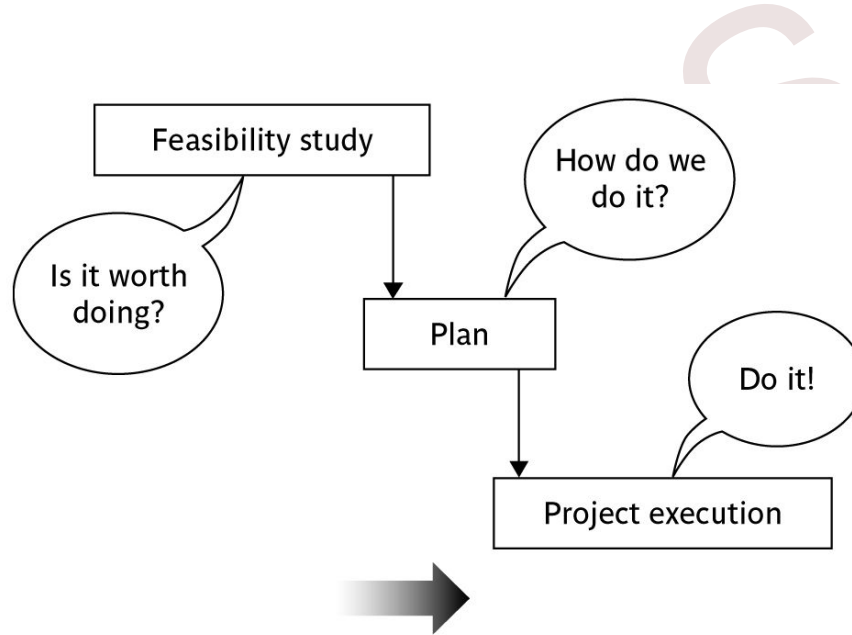 Feasibility study
Is it worth
doing?
How do we
do it?
Plan
Do it!
Project execution